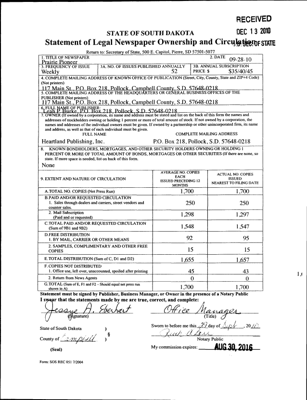 RECEIVED
DEC 13 2010
STATE OF SOUTH DAKOTA
Statement of Legal Newspaper Ownership and Circulation
S.D. SEC. OF STATE
Return to: Secretary of State, 500 E. Capitol, Pierre, SD 57501-5077
1. TITLE OF NEWSPAPER
Prairie Pioneer
2. DATE
09-28-10
3. FREQUENCY OF ISSUE
Weekly
3A. NO. OF ISSUES PUBLISHED ANNUALLY
52
3B. ANNUAL SUBSCRIPTION
PRICE $ $35/40/45
4. COMPLETE MAILING ADDRESS OF KNOWN OFFICE OF PUBLICATION (Street, City, County, State and ZIP+4 Code)
(Not printers)
117 Main St., P.O. Box 218, Pollock, Campbell County, S.D. 57648-0218
5. COMPLETE MAILING ADDRESS OF THE HEADQUARTERS OF GENERAL BUSINESS OFFICES OF THE
PUBLISHER (Not printers)
117 Main St., P.O. Box 218, Pollock, Campbell County, S.D. 57648-0218
6. FULL NAME OF PUBLISHER
Leah P. Burke, P.O. Box 218, Pollock, S.D. 57648-0218
7. OWNER (If owned by a corporation, its name and address must be stated and also on the back of this form the names and
addresses of stockholders owning or holding 1 percent or more of total amount of stock. If not owned by a corporation, the
names and addresses of the individual owners must be given. If owned by a partnership or other unincorporated firm, its name
and address, as well as that of each individual must be given.
FULL NAME
COMPLETE MAILING ADDRESS
Heartland Publishing, Inc.
P.O. Box 218, Pollock, S.D. 57648-0218
8. KNOWN BONDHOLDERS, MORTGAGEES, AND OTHER SECURITY HOLDERS OWNING OR HOLDING 1
PERCENT OR MORE OF TOTAL AMOUNT OF BONDS, MORTGAGES OR OTHER SECURITIES (If there are none, so
state. If more space is needed, list on back of this form.
None
9. EXTENT AND NATURE OF CIRCULATION
AVERAGE NO. COPIES
EACH
ISSUES PRECEDING 12
MONTHS
ACTUAL NO. COPIES
ISSUED
NEAREST TO FILING DATE
A. TOTAL NO. COPIES (Net Press Run) 1,700 1,700
B. PAID AND/OR REQUESTED CIRCULATION
1. Sales through dealers and carriers, street vendors and
counter sales 250 250
2. Mail Subscription
(Paid and or requested) 1,298 1,297
C. TOTAL PAID AND/OR REQUESTED CIRCULATION
(Sum of 9B1 and 9B2) 1,548 1,547
D. FREE DISTRIBUTION
1. BY MAIL, CARRIER OR OTHER MEANS 92 95
2. SAMPLES, COMPLIMENTARY AND OTHER FREE
COPIES 15 15
E. TOTAL DISTRIBUTION (Sum of C, D1 and D2) 1,655 1,657
F. COPIES NOT DISTRIBUTED
1. Office use, left over, unaccounted, spoiled after printing 45 43
2. Return from News Agents 0 0
G. TOTAL (Sum of E, F1 and F2 - Should equal net press run
shown in A) 1,700 1,700
Statement must be signed by Publisher, Business Manager, or Owner in the presence of a Notary Public
I swear that the statements made by me are true, correct, and complete:
Office Manager
(Signature)
(Title)
State of South Dakota )
County of Campbell )
(Seal)
Sworn to before me this day of Sept, 2010
Notary Public
My commission expires: AUG 30, 2016